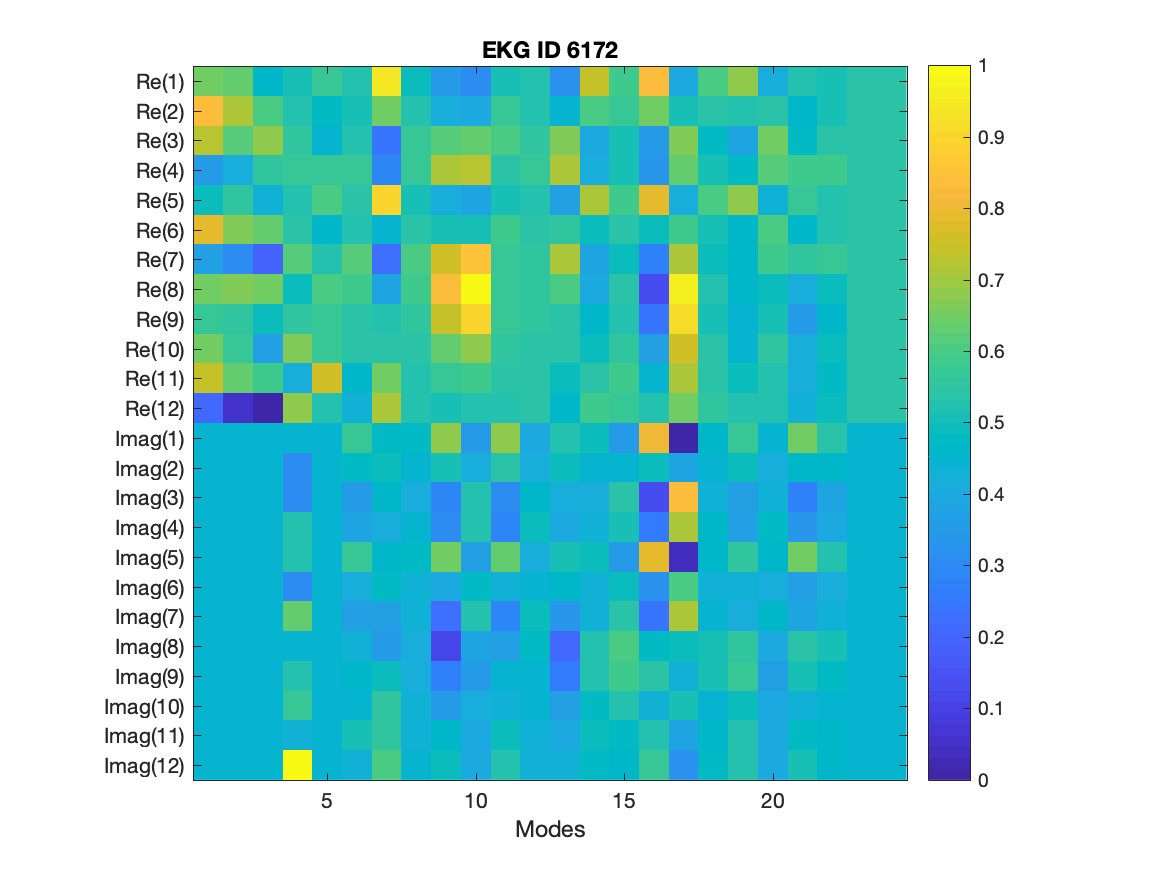 EKG ID 6172
Re(1)
Re(2)
Re(3)
Re(4)
Re(5)
Re(6)
Re(7)
Re(8)
Re(9)
Re(10)
Re(11)
Re(12)
Imag(1)
Imag(2)
Imag(3)
Imag(4)
Imag(5)
Imag(6)
Imag(7)
Imag(8)
Imag(9)
Imag(10)
Imag(11)
Imag(12)
5 10 15 20
Modes
1
0.9
0.8
0.7
0.6
0.5
0.4
0.3
0.2
0.1
0